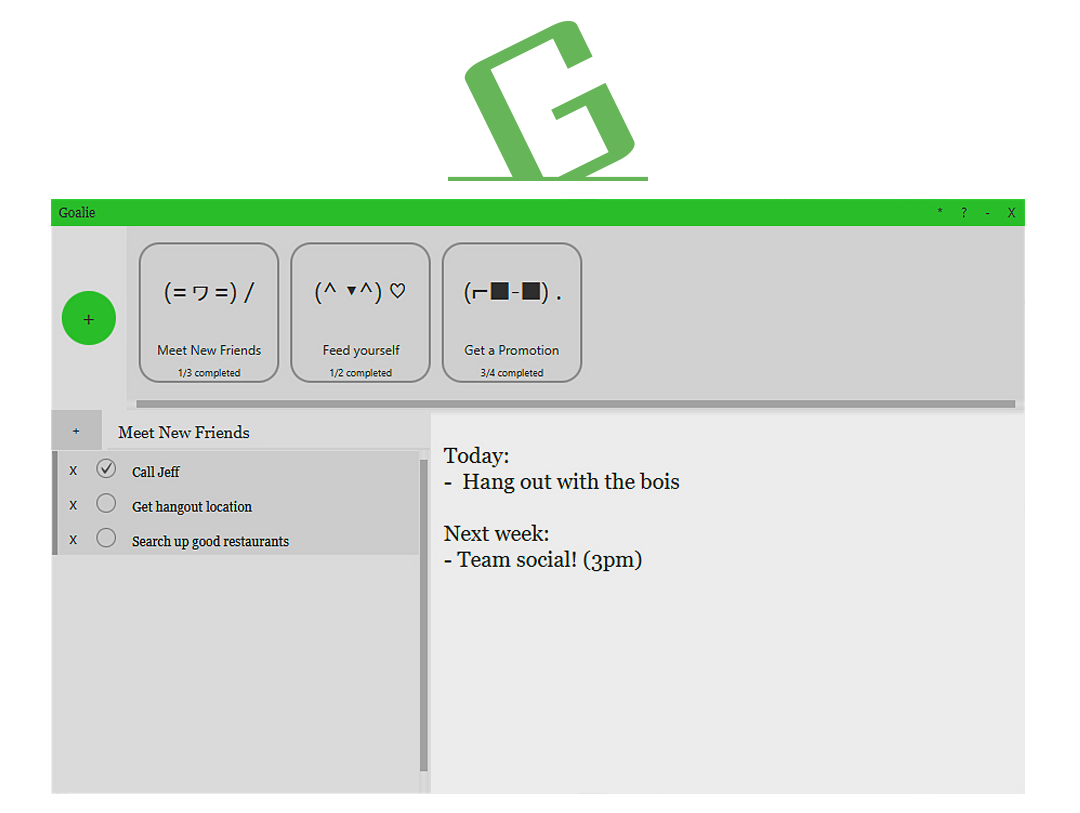 G
Goalie * ? - X
+
(= ワ =) /
Meet New Friends
1/3 completed
(^ ▼^) ♡
Feed yourself
1/2 completed
(⌐■-■) .
Get a Promotion
3/4 completed
+ Meet New Friends
X Call Jeff
X Get hangout location
X Search up good restaurants
Today:
- Hang out with the bois
Next week:
- Team social! (3pm)